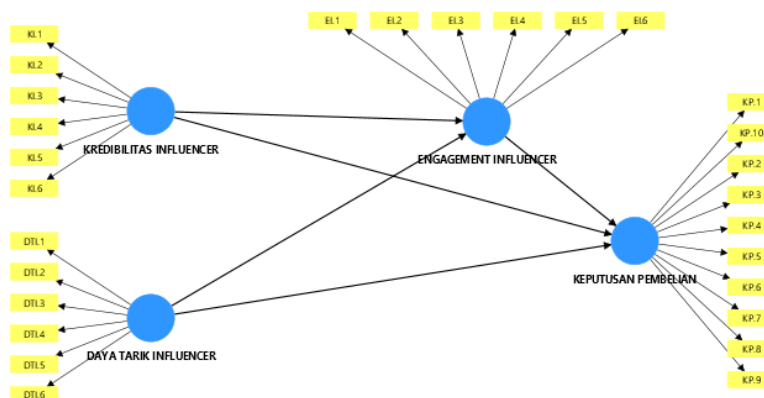 EI.1
EI.2
EI.3
EI.4
EI.5
EI.6
KI.1
KI.2
KI.3
KI.4
KI.5
KI.6
KREDIBILITAS INFLUENCER
ENGAGEMENT INFLUENCER
KP.1
KP.10
KP.2
KP.3
KP.4
KP.5
KP.6
KP.7
KP.8
KP.9
KEPUTUSAN PEMBELIAN
DTI.1
DTI.2
DTI.3
DTI.4
DTI.5
DTI.6
DAYA TARIK INFLUENCER